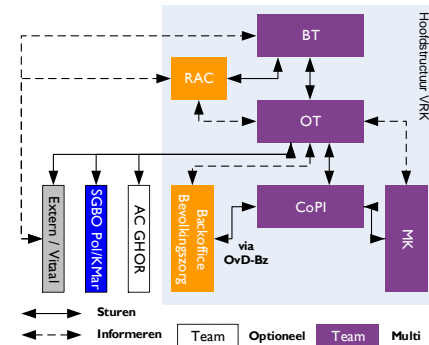 Hoofdstructuur VRK
BT
RAC
OT
Extern / Vitaal
SGBO Pol/KMar
AC GHOR
Backoffice
Bevolkingszorg
via
OvD-Bz
CoPI
MK
Sturen
Informeren
Team
Optioneel
Team
Multi